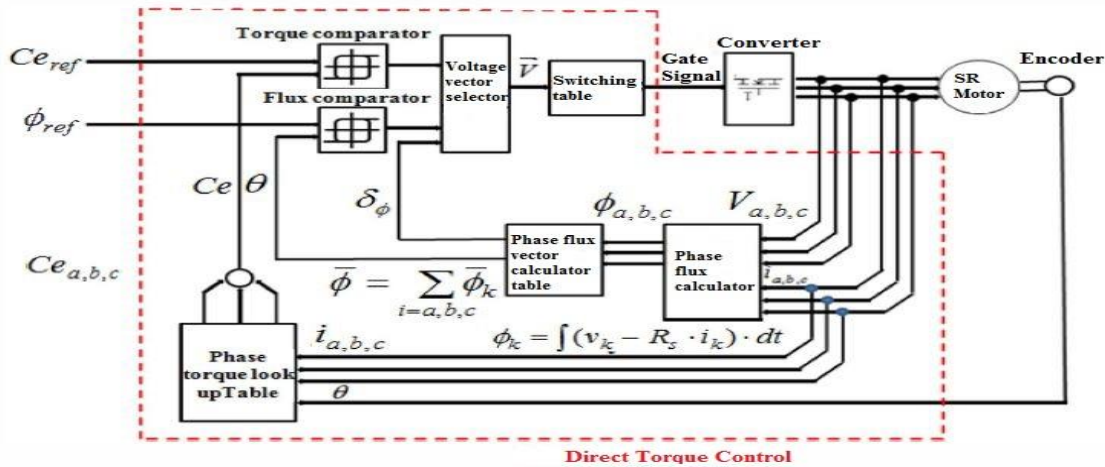 Torque comparator
Converter
Ce_ref
Gate
Signal
Encoder
Voltage
vector
selector
V⃗
Switching
table
SR
Motor
Flux comparator
ϕ_ref
Ce θ
δ_ϕ
ϕ_a,b,c
V_a,b,c
Phase flux
vector
calculator
table
Phase
flux
calculator
i_a,b,c
Ce_a,b,c
ϕ̅ = ∑ ϕ̅_k
i=a,b,c
i_a,b,c
ϕ_k = ∫(v_k − R_s · i_k) · dt
Phase
torque look
upTable
θ
Direct Torque Control